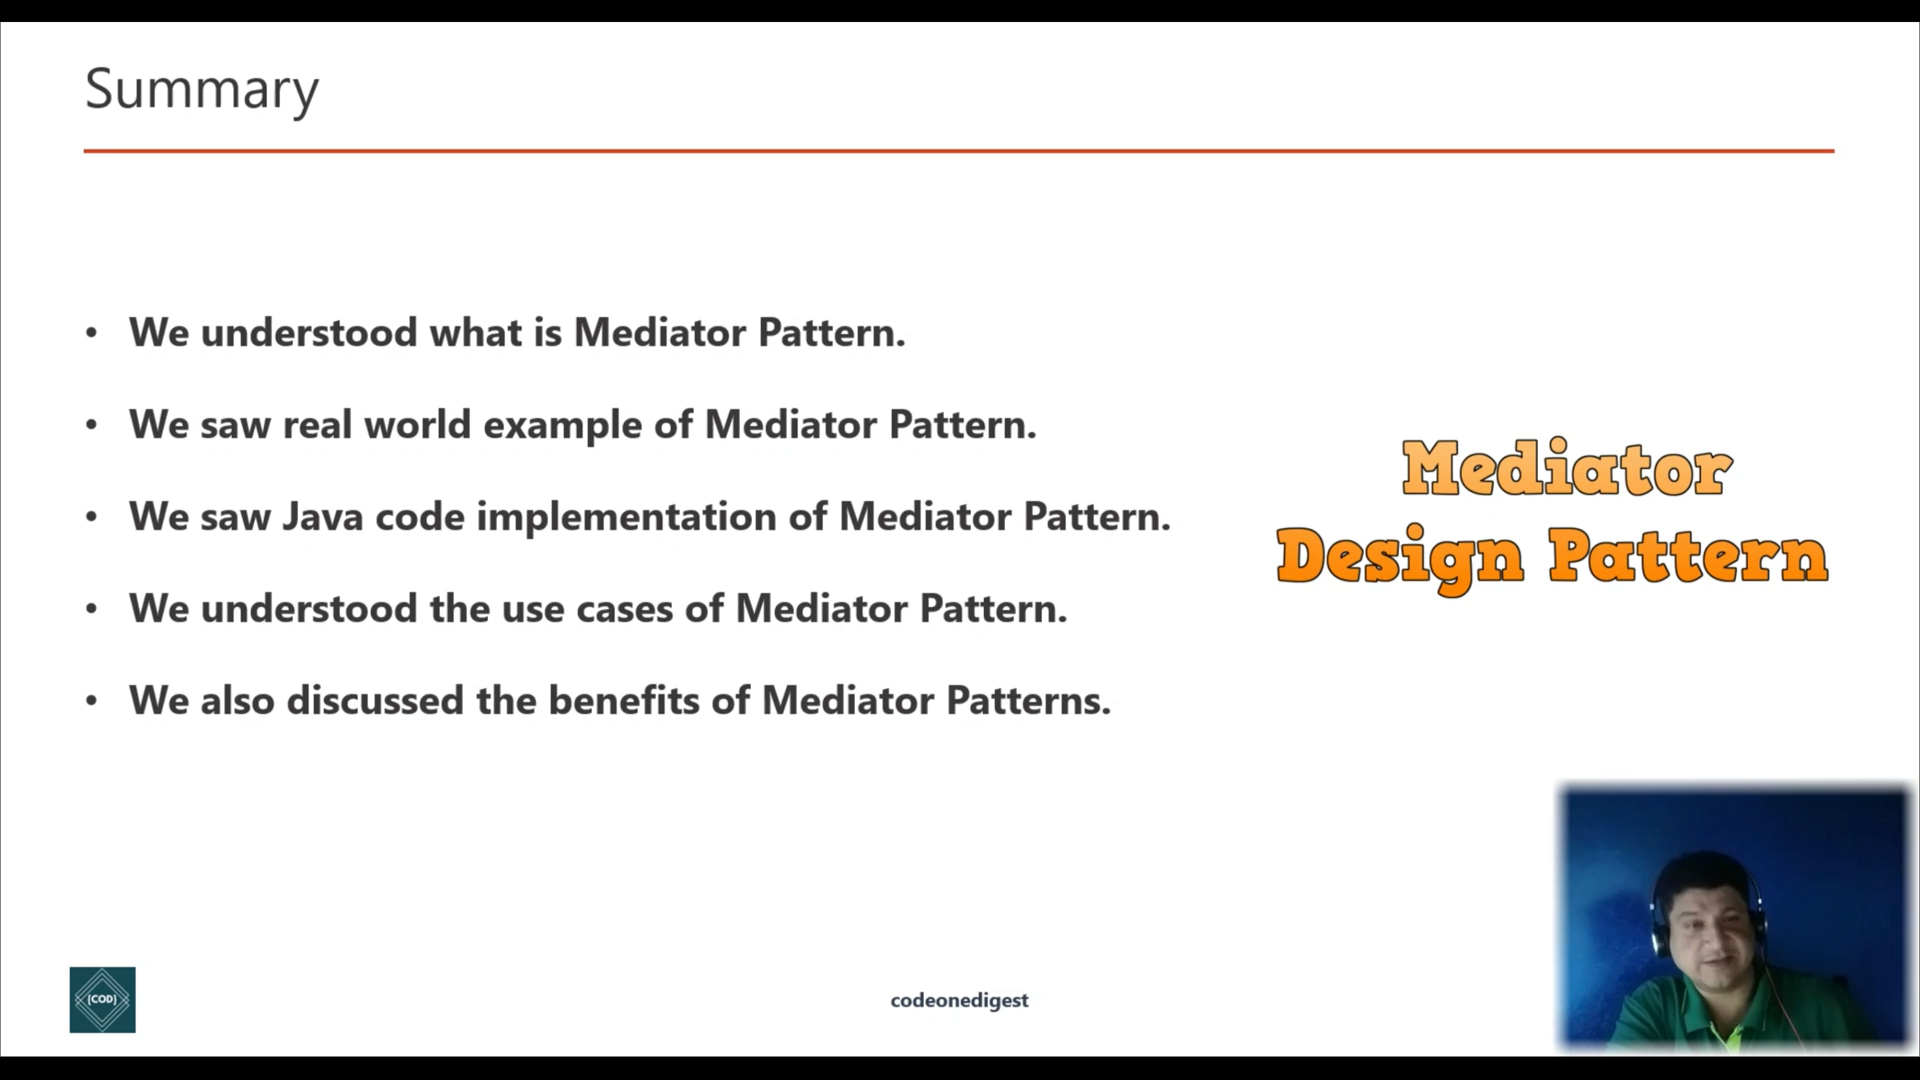 Summary
• We understood what is Mediator Pattern.
• We saw real world example of Mediator Pattern.
• We saw Java code implementation of Mediator Pattern.
• We understood the use cases of Mediator Pattern.
• We also discussed the benefits of Mediator Patterns.
Mediator
Design Pattern
{COD}
codeonedigest